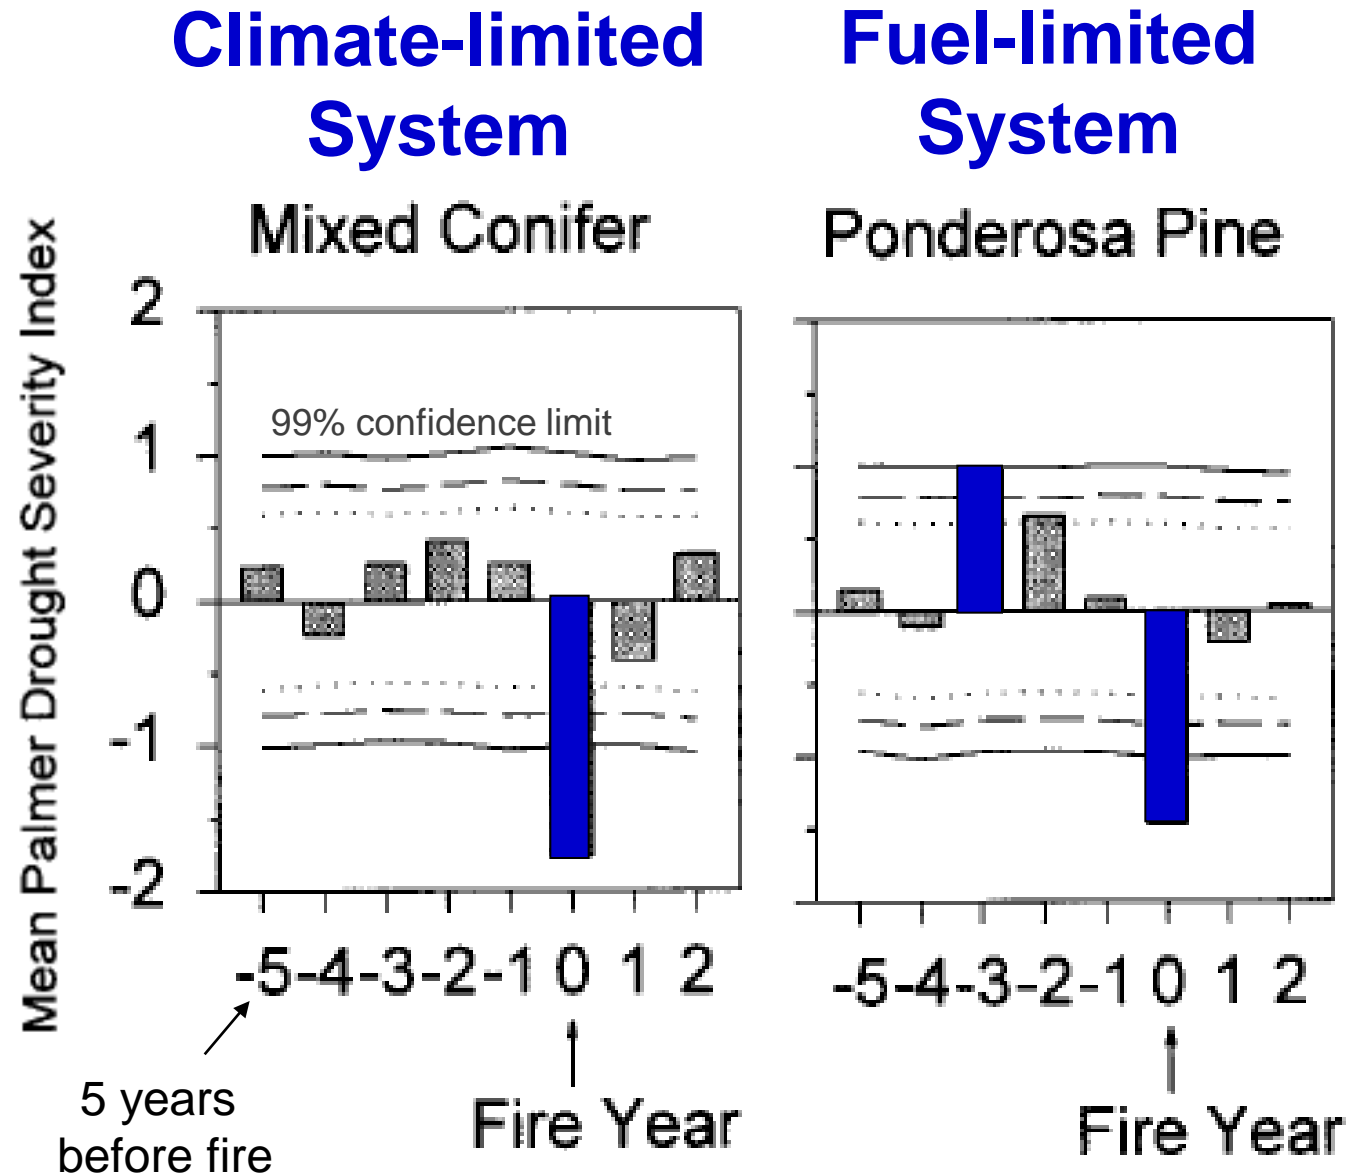 Climate-limited
System
Fuel-limited
System
Mixed Conifer
Ponderosa Pine
Mean Palmer Drought Severity Index
2
1
0
-1
-2
99% confidence limit
-5 -4 -3 -2 -1 0 1 2
-5 -4 -3 -2 -1 0 1 2
5 years
before fire
Fire Year
Fire Year